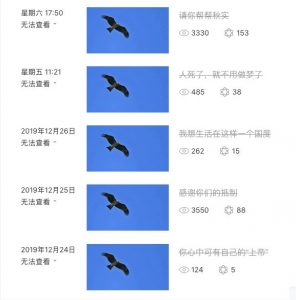 星期六 17:50
无法查看
请你帮帮秋实
3330 153
星期五 11:21
无法查看
人死了，就不用做梦了
485 38
2019年12月26日
无法查看
我想生活在这样一个国度
262 15
2019年12月25日
无法查看
感谢你们的抵制
3550 88
2019年12月24日
无法查看
你心中可有自己的“上帝”
124 5